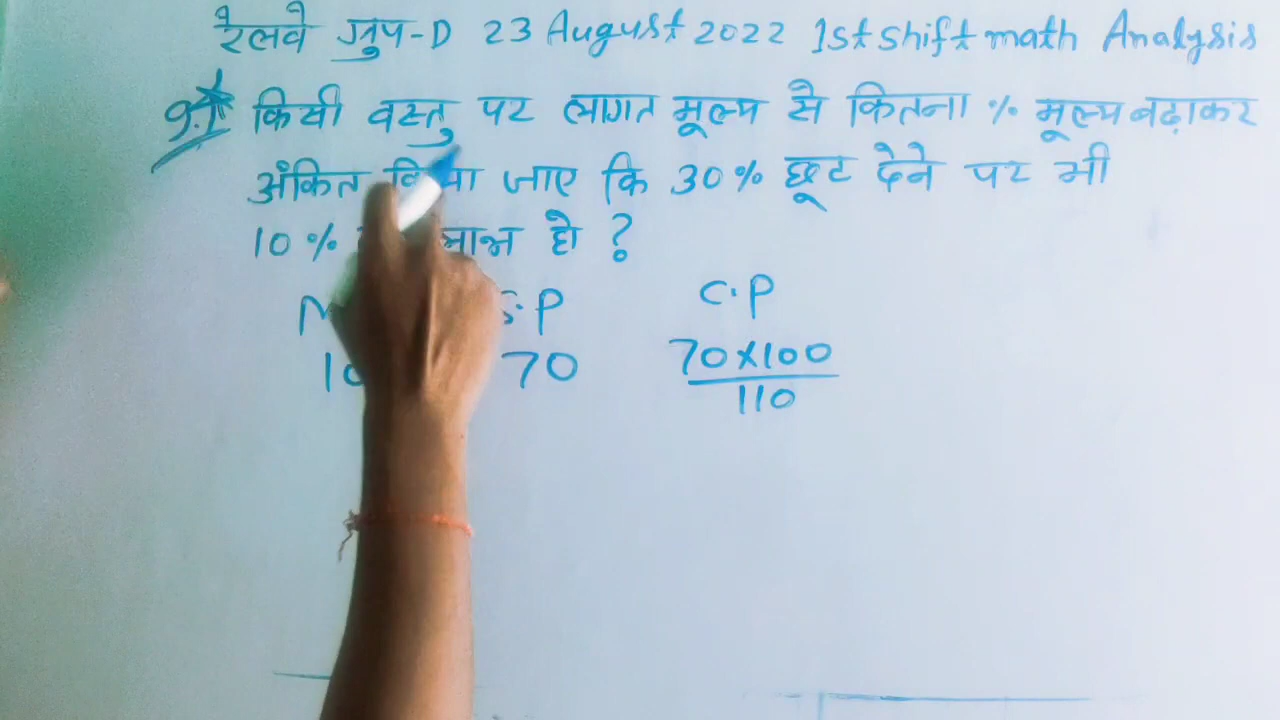 रेलवे ग्रुप-D 23 August 2022 1st shift math Analysis
किसी वस्तु पर लागत मूल्य से कितना % मूल्य बढ़ाकर
अंकित जाए कि 30% छूट देने पर भी
10% हो ?
C.P
70 70×100
110